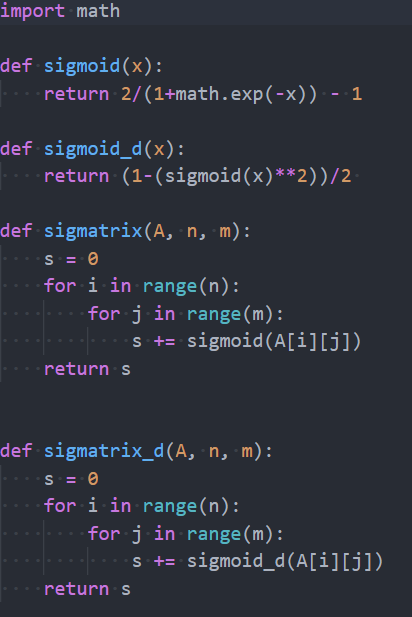 import math

def sigmoid(x):
    return 2/(1+math.exp(-x)) - 1

def sigmoid_d(x):
    return (1-(sigmoid(x)**2))/2

def sigmatrix(A, n, m):
    s = 0
    for i in range(n):
        for j in range(m):
            s += sigmoid(A[i][j])
    return s


def sigmatrix_d(A, n, m):
    s = 0
    for i in range(n):
        for j in range(m):
            s += sigmoid_d(A[i][j])
    return s